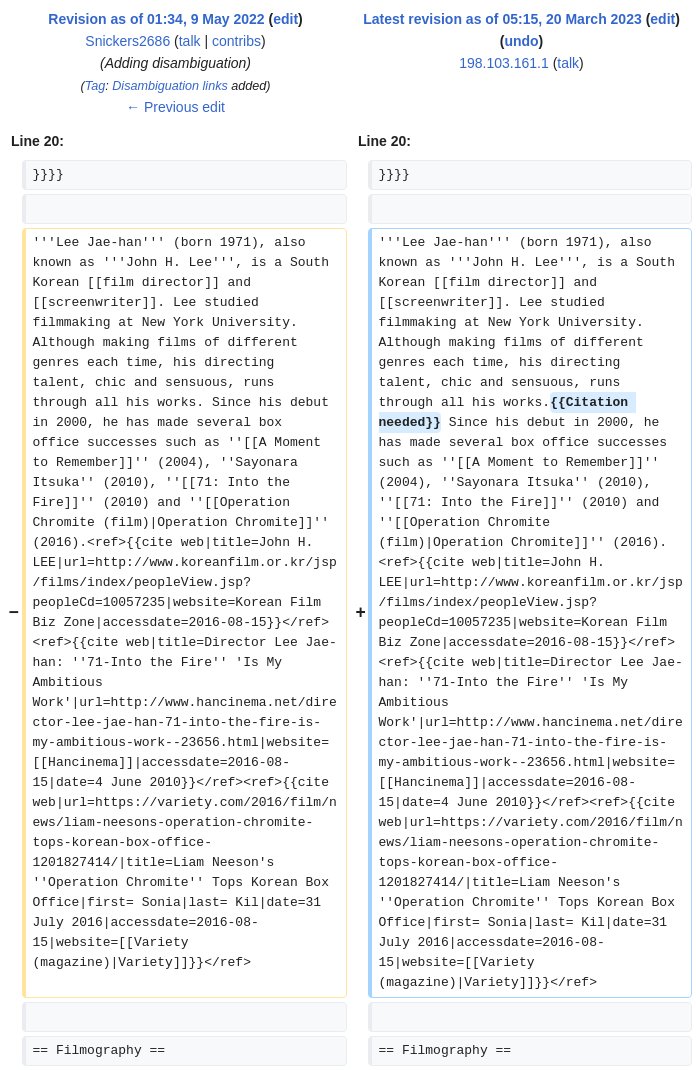 Revision as of 01:34, 9 May 2022 (edit)
Snickers2686 (talk | contribs)
(Adding disambiguation)
(Tag: Disambiguation links added)
← Previous edit
Latest revision as of 05:15, 20 March 2023 (edit)
(undo)
198.103.161.1 (talk)
Line 20:
}}}}
−
'''Lee Jae-han''' (born 1971), also
known as '''John H. Lee''', is a South
Korean [[film director]] and
[[screenwriter]]. Lee studied
filmmaking at New York University.
Although making films of different
genres each time, his directing
talent, chic and sensuous, runs
through all his works. Since his debut
in 2000, he has made several box
office successes such as ''[[A Moment
to Remember]]'' (2004), ''Sayonara
Itsuka'' (2010), ''[[71: Into the
Fire]]'' (2010) and ''[[Operation
Chromite (film)|Operation Chromite]]''
(2016).<ref>{{cite web|title=John H.
LEE|url=http://www.koreanfilm.or.kr/jsp
/films/index/peopleView.jsp?
peopleCd=10057235|website=Korean Film
Biz Zone|accessdate=2016-08-15}}</ref>
<ref>{{cite web|title=Director Lee Jae-
han: ''71-Into the Fire'' 'Is My
Ambitious
Work'|url=http://www.hancinema.net/dire
ctor-lee-jae-han-71-into-the-fire-is-
my-ambitious-work--23656.html|website=
[[Hancinema]]|accessdate=2016-08-
15|date=4 June 2010}}</ref><ref>{{cite
web|url=https://variety.com/2016/film/n
ews/liam-neesons-operation-chromite-
tops-korean-box-office-
1201827414/|title=Liam Neeson's
''Operation Chromite'' Tops Korean Box
Office|first= Sonia|last= Kil|date=31
July 2016|accessdate=2016-08-
15|website=[[Variety
(magazine)|Variety]]}}</ref>
== Filmography ==
Line 20:
}}}}
+
'''Lee Jae-han''' (born 1971), also
known as '''John H. Lee''', is a South
Korean [[film director]] and
[[screenwriter]]. Lee studied
filmmaking at New York University.
Although making films of different
genres each time, his directing
talent, chic and sensuous, runs
through all his works.{{Citation
needed}} Since his debut in 2000, he
has made several box office successes
such as ''[[A Moment to Remember]]''
(2004), ''Sayonara Itsuka'' (2010),
''[[71: Into the Fire]]'' (2010) and
''[[Operation Chromite
(film)|Operation Chromite]]'' (2016).
<ref>{{cite web|title=John H.
LEE|url=http://www.koreanfilm.or.kr/jsp
/films/index/peopleView.jsp?
peopleCd=10057235|website=Korean Film
Biz Zone|accessdate=2016-08-15}}</ref>
<ref>{{cite web|title=Director Lee Jae-
han: ''71-Into the Fire'' 'Is My
Ambitious
Work'|url=http://www.hancinema.net/dire
ctor-lee-jae-han-71-into-the-fire-is-
my-ambitious-work--23656.html|website=
[[Hancinema]]|accessdate=2016-08-
15|date=4 June 2010}}</ref><ref>{{cite
web|url=https://variety.com/2016/film/n
ews/liam-neesons-operation-chromite-
tops-korean-box-office-
1201827414/|title=Liam Neeson's
''Operation Chromite'' Tops Korean Box
Office|first= Sonia|last= Kil|date=31
July 2016|accessdate=2016-08-
15|website=[[Variety
(magazine)|Variety]]}}</ref>
== Filmography ==